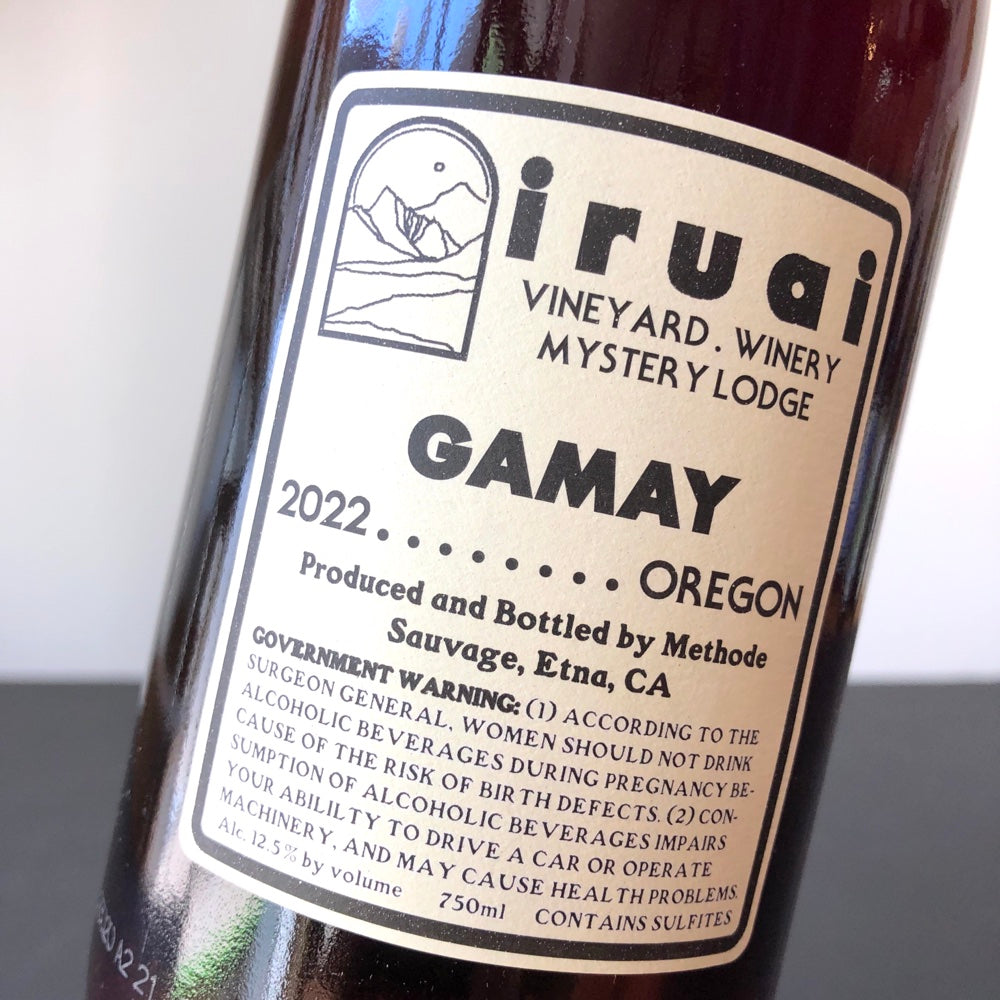 iruai
VINEYARD. WINERY
MYSTERY LODGE
GAMAY
2022.........OREGON
Produced and Bottled by Methode
Sauvage, Etna, CA
GOVERNMENT WARNING: (1) ACCORDING TO THE
SURGEON GENERAL, WOMEN SHOULD NOT DRINK
ALCOHOLIC BEVERAGES DURING PREGNANCY BE-
CAUSE OF THE RISK OF BIRTH DEFECTS. (2) CON-
SUMPTION OF ALCOHOLIC BEVERAGES IMPAIRS
YOUR ABILILTY TO DRIVE A CAR OR OPERATE
MACHINERY, AND MAY CAUSE HEALTH PROBLEMS.
Alc. 12.5% by volume 750ml CONTAINS SULFITES
A2 21